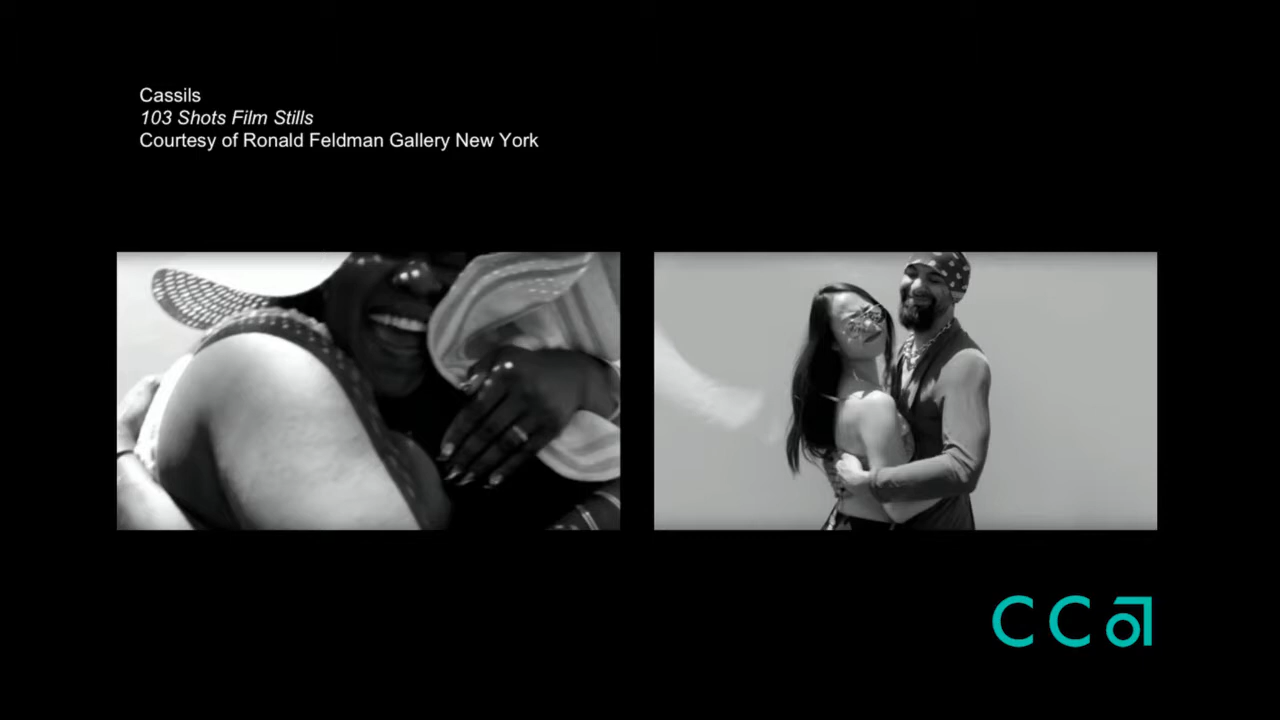 Cassils
103 Shots Film Stills
Courtesy of Ronald Feldman Gallery New York
CCa